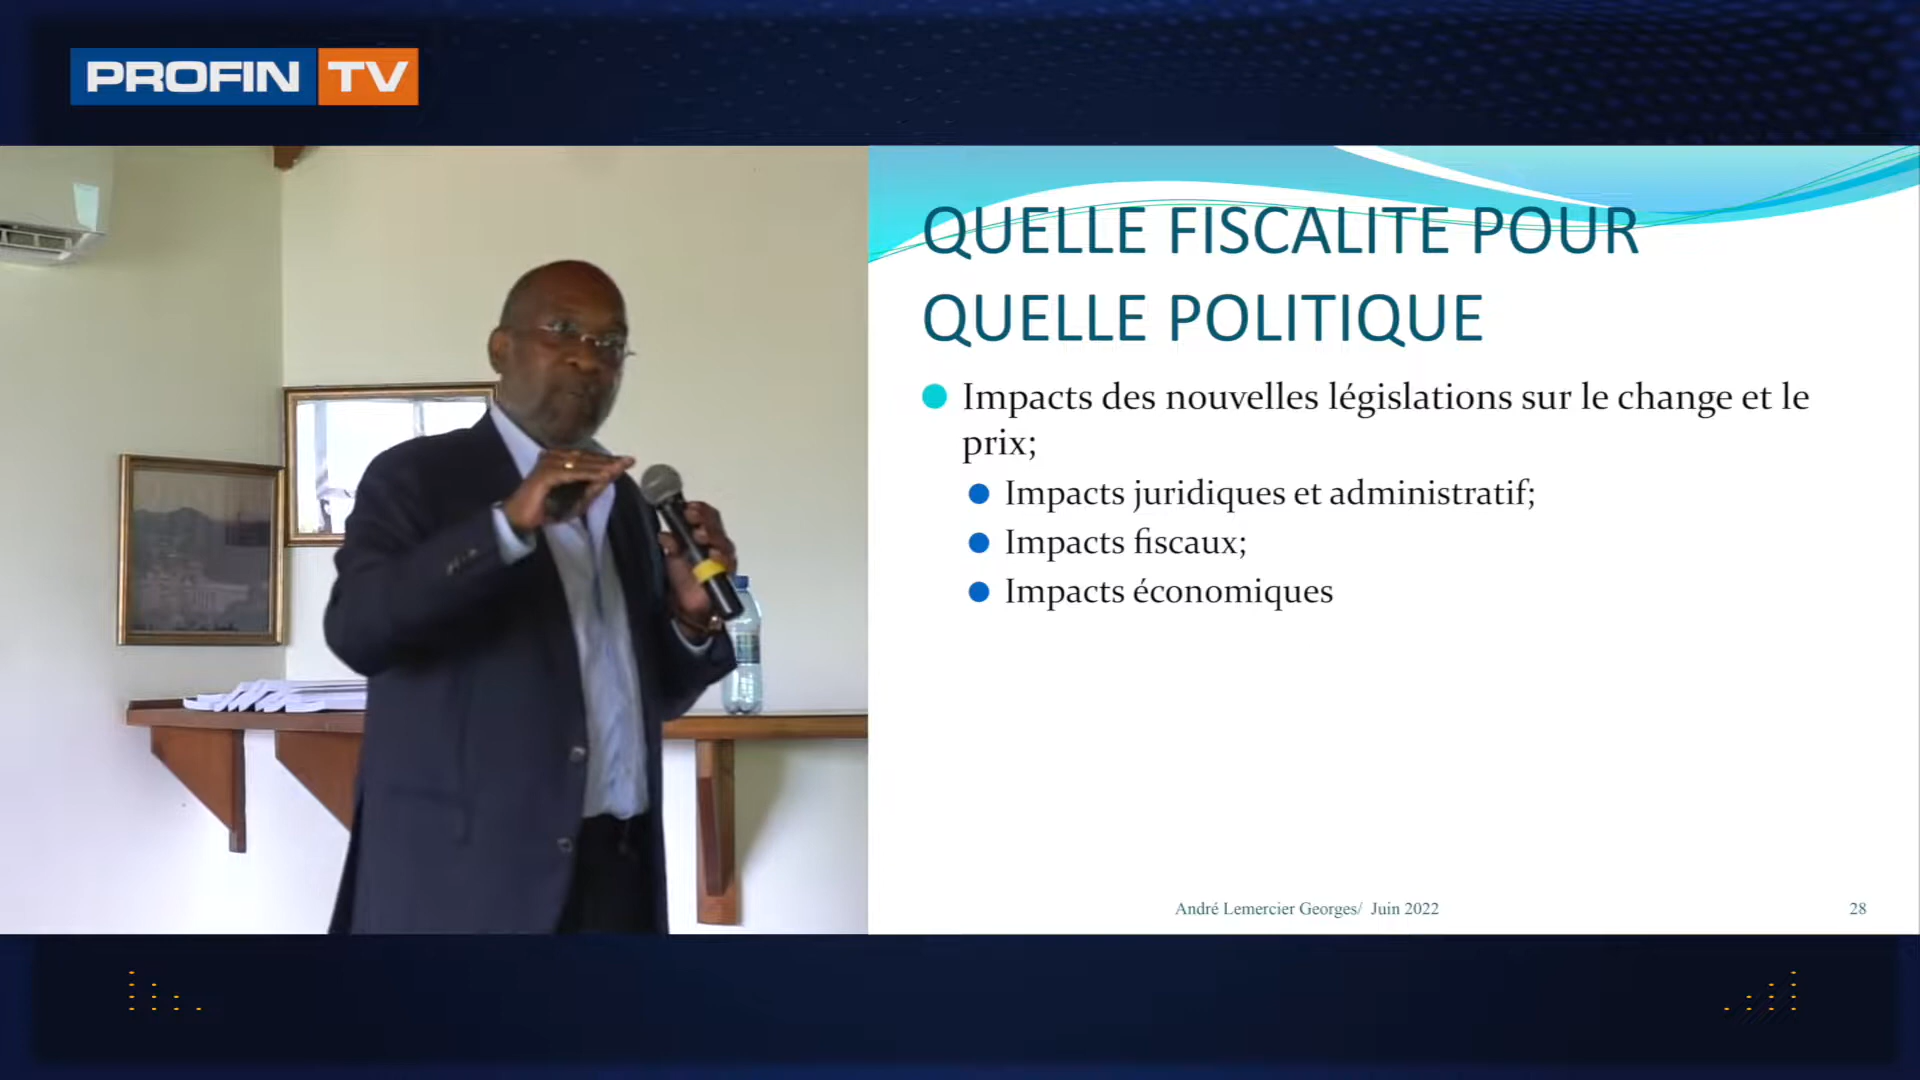 PROFIN TV
QUELLE FISCALITE POUR
QUELLE POLITIQUE
Impacts des nouvelles législations sur le change et le
prix;
Impacts juridiques et administratif;
Impacts fiscaux;
Impacts économiques
André Lemercier Georges/ Juin 2022
28